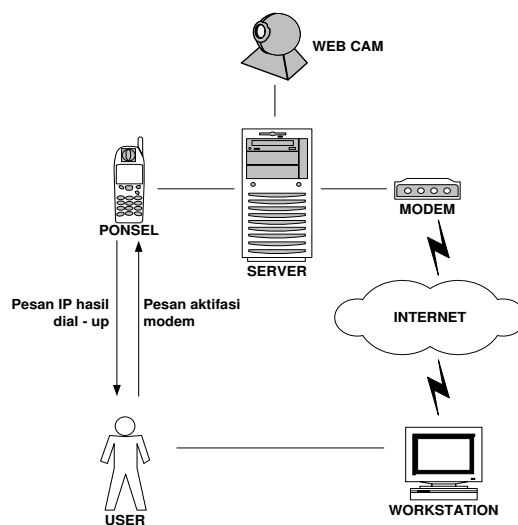 WEB CAM
PONSEL
SERVER
MODEM
Pesan IP hasil
dial - up
Pesan aktifasi
modem
INTERNET
USER
WORKSTATION